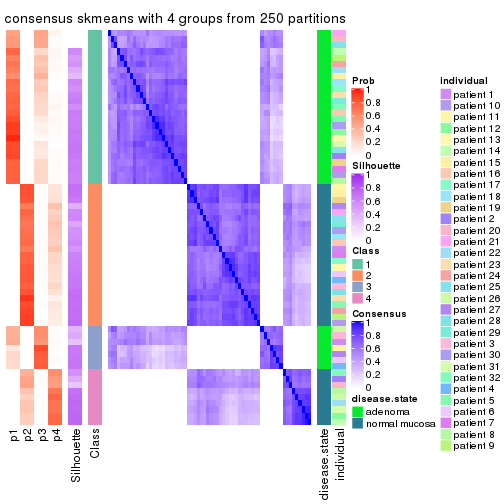 consensus skmeans with 4 groups from 250 partitions
Prob
1
0.8
0.6
0.4
0.2
0
Silhouette
1
0.8
0.6
0.4
0.2
0
Class
1
2
3
4
Consensus
1
0.8
0.6
0.4
0.2
0
disease.state
adenoma
normal mucosa
individual
patient 1
patient 10
patient 11
patient 12
patient 13
patient 14
patient 15
patient 16
patient 17
patient 18
patient 19
patient 2
patient 20
patient 21
patient 22
patient 23
patient 24
patient 25
patient 26
patient 27
patient 28
patient 29
patient 3
patient 30
patient 31
patient 32
patient 4
patient 5
patient 6
patient 7
patient 8
patient 9
p1
p2
p3
p4
Silhouette
Class
disease.state
individual